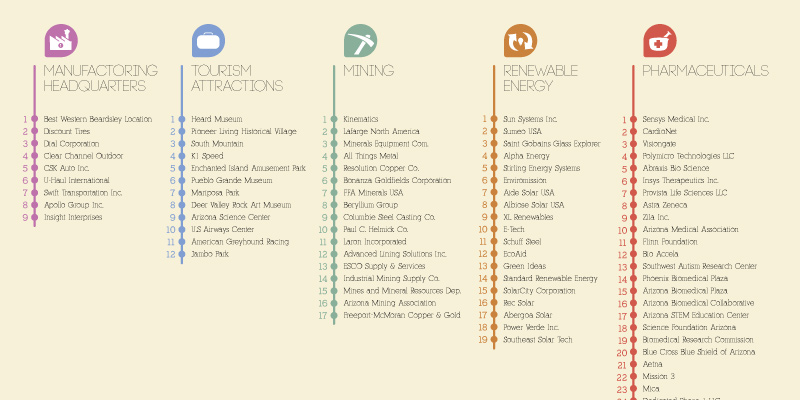 MANUFACTORING
HEADQUARTERS
1 Best Western Beardsley Location
2 Discount Tires
3 Dial Corporation
4 Clear Channel Outdoor
5 CSK Auto Inc.
6 U-Haul International
7 Swift Transportation Inc.
8 Apollo Group Inc.
9 Insight Interprises
TOURISM
ATTRACTIONS
1 Heard Museum
2 Pioneer Living Historical Village
3 South Mountain
4 K1 Speed
5 Enchanted Island Amusement Park
6 Pueblo Grande Museum
7 Mariposa Park
8 Deer Valley Rock Art Museum
9 Arizona Science Center
10 U.S Airways Center
11 American Greyhound Racing
12 Jambo Park
MINING
1 Kinematics
2 Lafarge North America
3 Minerals Equipment Com.
4 All Things Metal
5 Resolution Copper Co.
6 Bonanza Goldfields Corporation
7 FFA Minerals USA
8 Beryllium Group
9 Columbie Steel Casting Co.
10 Paul C. Helmick Co.
11 Laron Incorporated
12 Advanced Lining Solutions Inc.
13 ESCO Supply & Services
14 Industrial Mining Supply Co.
15 Mines and Mineral Resources Dep.
16 Arizona Mining Association
17 Freeport-McMoran Copper & Gold
RENEWABLE
ENERGY
1 Sun Systems Inc.
2 Sumco USA
3 Saint Gobains Glass Explorer
4 Alpha Energy
5 Stirling Energy Systems
6 Enviromission
7 Ajde Solar USA
8 Albiose Solar USA
9 XL Renewables
10 E-Tech
11 Schuff Steel
12 EcoAid
13 Green Ideas
14 Standard Renewable Energy
15 SolarCity Corporation
16 Rec Solar
17 Abergoa Solar
18 Power Verde Inc.
19 Southeast Solar Tech
PHARMACEUTICALS
1 Sensys Medical Inc.
2 CardioNet
3 Visiongate
4 Polymicro Technologies LLC
5 Abraxis Bio Science
6 Insys Therapeutics Inc.
7 Provista Life Sciences LLC
8 Astra Zeneca
9 Zila Inc.
10 Arizona Medical Association
11 Flinn Foundation
12 Bio Accela
13 Southwest Autism Research Center
14 Phoenix Biomedical Plaza
15 Arizona Biomedical Plaza
16 Arizona Biomedical Collaborative
17 Arizona STEM Education Center
18 Science Foundation Arizona
19 Biomedical Research Commission
20 Blue Cross Blue Shield of Arizona
21 Aetna
22 Mission 3
23 Mica